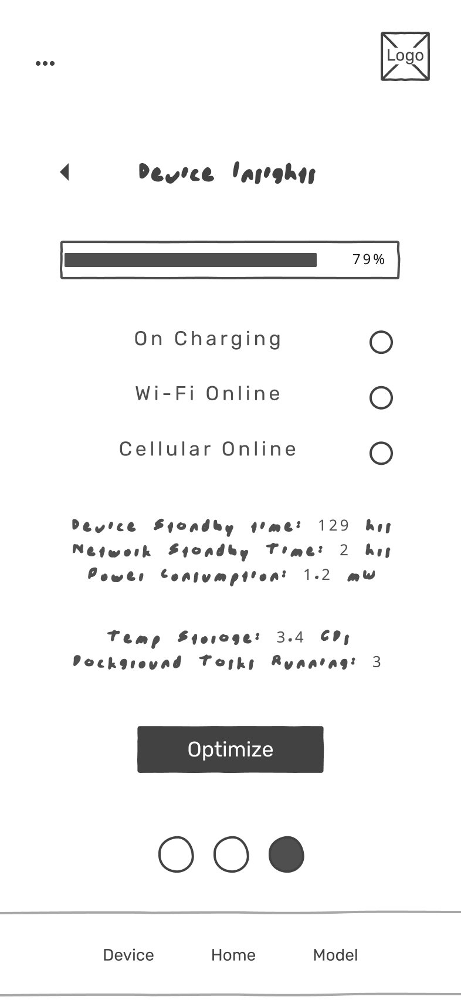 Logo
Device Insights
79%
On Charging
Wi-Fi Online
Cellular Online
Device Standby time: 129 hrs
Network Standby Time: 2 hrs
Power Consumption: 1.2 mW
Temp Storage: 3.4 GBs
Background Tasks Running: 3
Optimize
Device Home Model